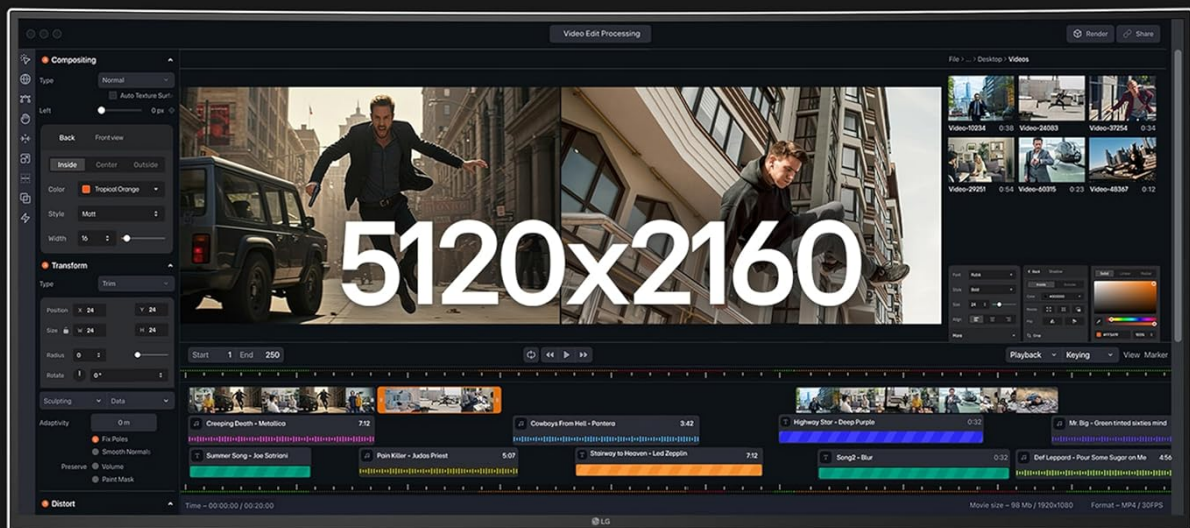 Video Edit Processing
Render
Share
Compositing
Type
Normal
Auto Texture
Left
0 px
Back
Front view
Inside
Center
Outside
Color
Tropical Orange
Style
Matt
Width
16
Transform
Type
Trim
Position
X 24
Y 24
Size
W 24
H 24
Radius
0
Rotate
0°
Sculpting
Data
Adaptivity
0 m
Fix Poles
Smooth Normals
Preserve
Volume
Paint Mask
Distort
5120x2160
File > ... > Desktop > Videos
Video-10234 0:38
Video-24083
Video-37254 0:34
Video-29251 0:54
Video-60315 0:23
Video-48367 0:12
Style
Bold
Size
24
Align
More
Back
Solid
Start 1 End 250
Playback
Keying
View Marker
Creeping Death - Metallica 7:12
Cowboys From Hell - Pantera 3:42
Highway Star - Deep Purple 0:32
Mr. Big - Green-tinted sixties mind
Summer Song - Joe Satriani
Pain Killer - Judas Priest 5:07
Stairway to Heaven - Led Zepplin 7:12
Song2 - Blur 0:32
Def Leppard - Pour Some Sugar on Me 4:56
Time - 00:00:00 / 00:20:00
Movie size - 98 Mb / 1920x1080
Format - MP4 / 30FPS
LG